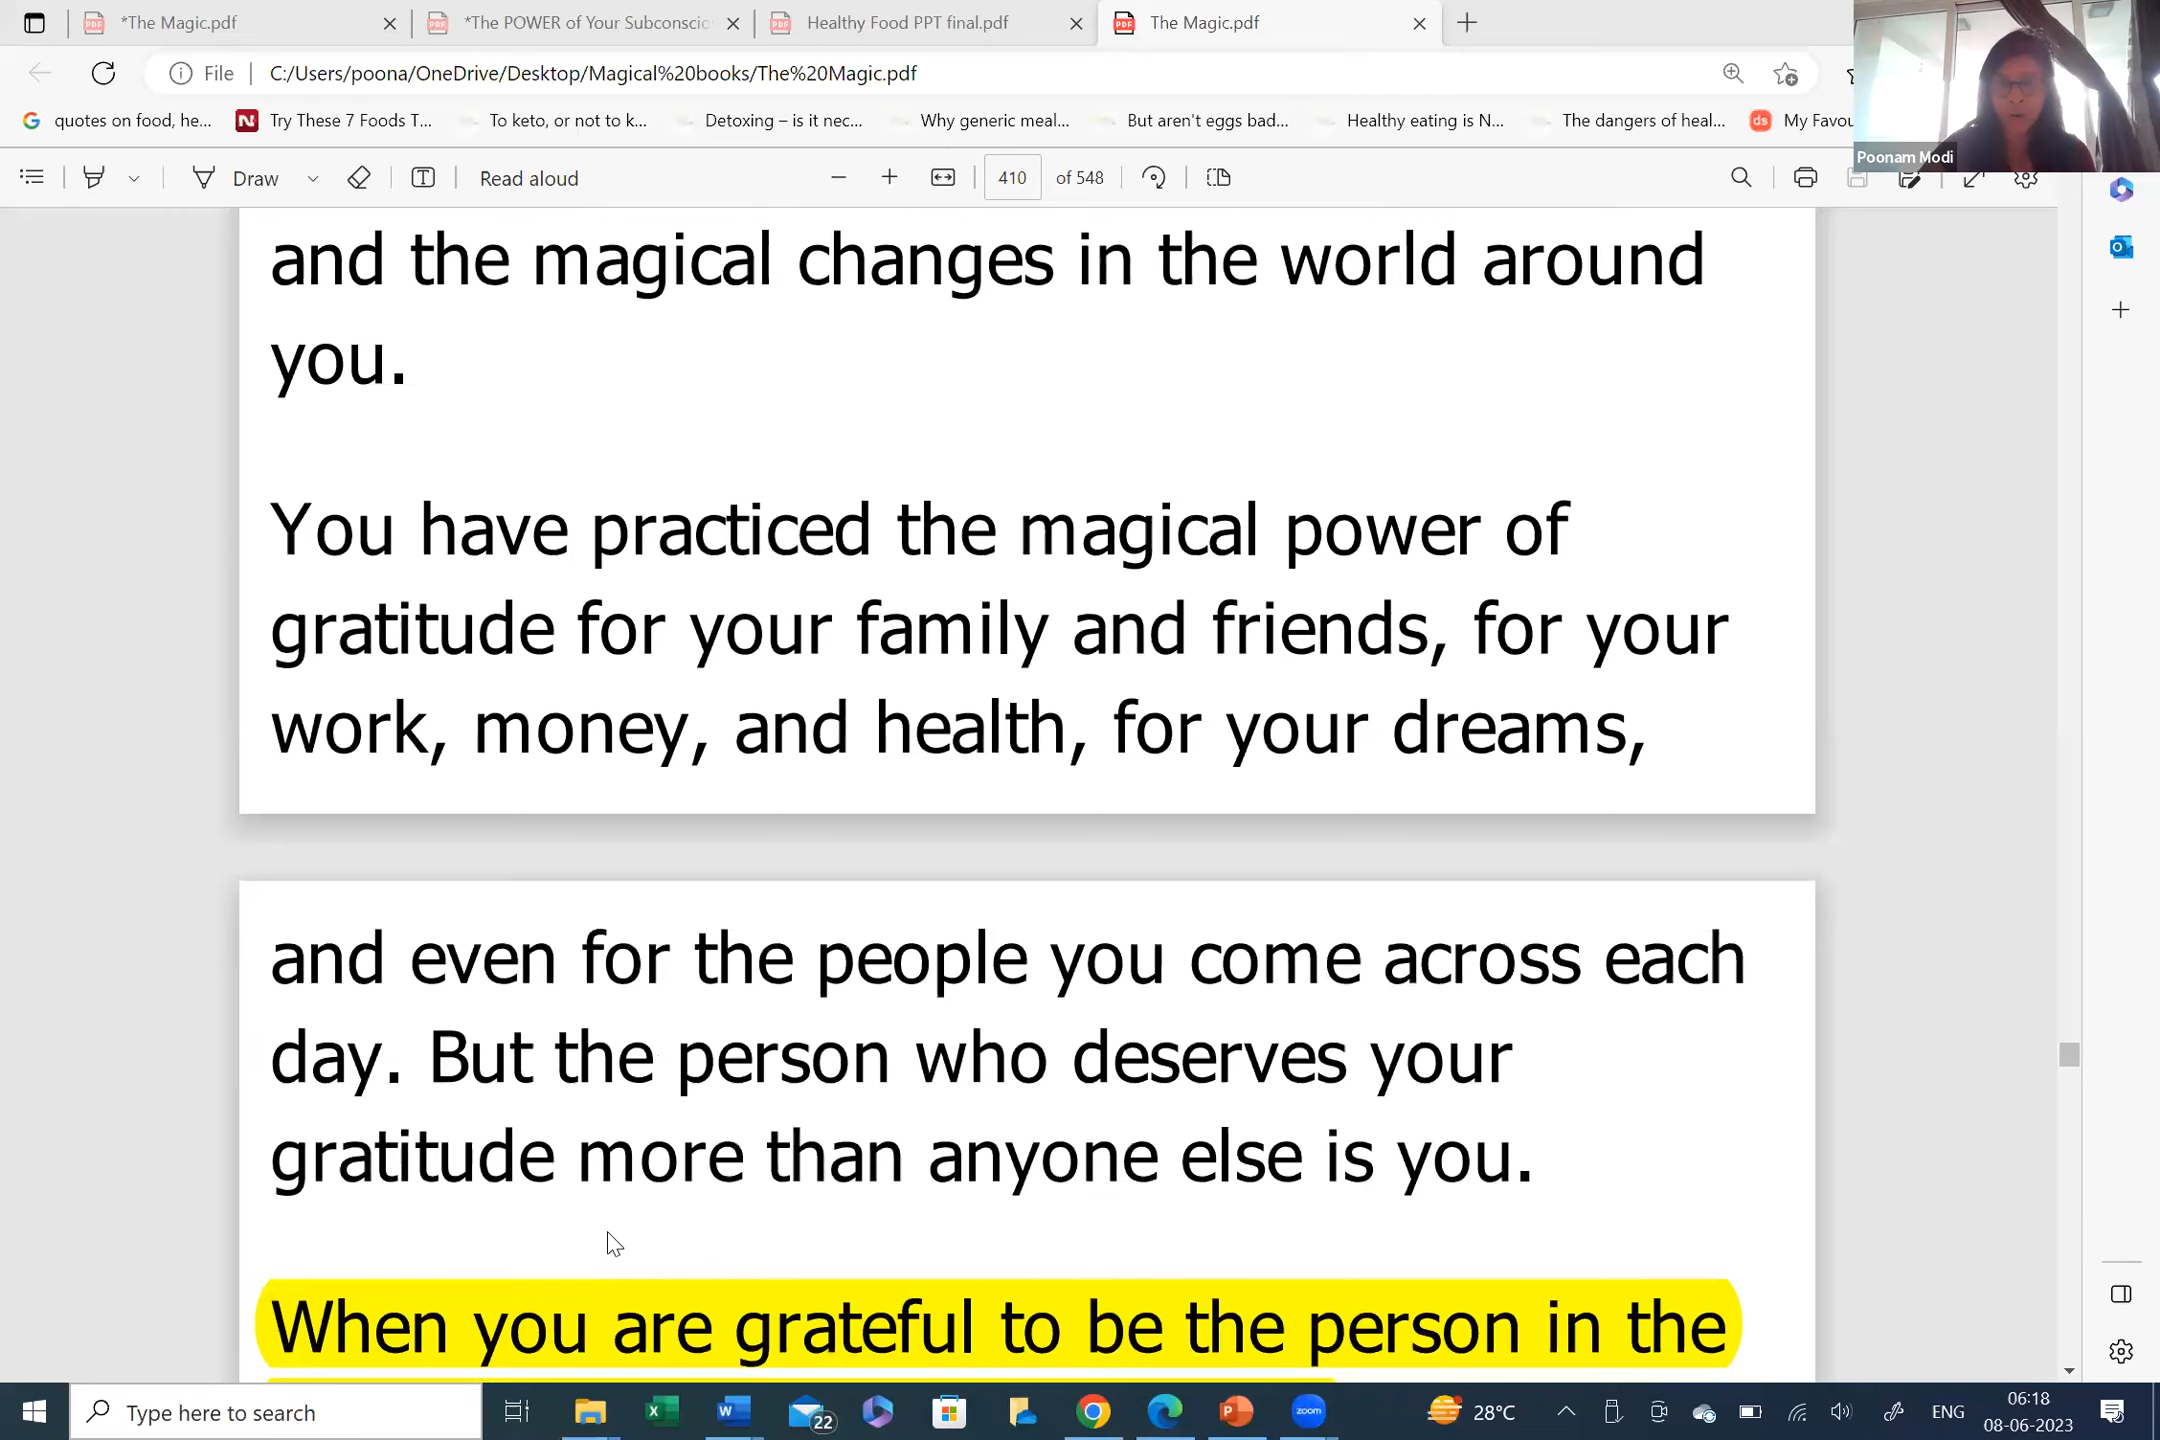 *The Magic.pdf
*The POWER of Your Subconscio
Healthy Food PPT final.pdf
The Magic.pdf
File
C:/Users/poona/OneDrive/Desktop/Magical%20books/The%20Magic.pdf
quotes on food, he...
Try These 7 Foods T...
To keto, or not to k...
Detoxing – is it nec...
Why generic meal...
But aren't eggs bad...
Healthy eating is N...
The dangers of heal...
My Favou
Poonam Modi
Draw
Read aloud
410 of 548
and the magical changes in the world around
you.
You have practiced the magical power of
gratitude for your family and friends, for your
work, money, and health, for your dreams,
and even for the people you come across each
day. But the person who deserves your
gratitude more than anyone else is you.
When you are grateful to be the person in the
Type here to search
22
zoom
28°C
ENG
06:18
08-06-2023